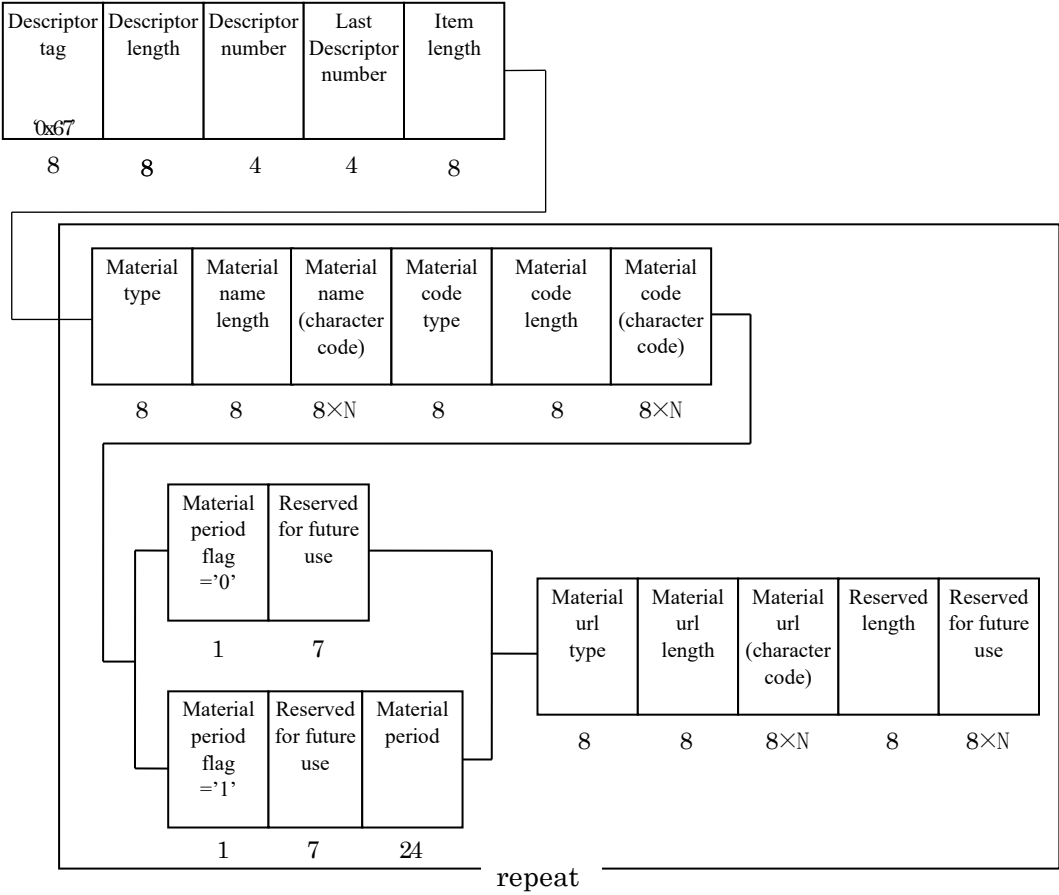 Descriptor
tag
‘0x67’
Descriptor
length
Descriptor
number
Last
Descriptor
number
Item
length
8
8
4
4
8
Material
type
Material
name
length
Material
name
(character
code)
Material
code
type
Material
code
length
Material
code
(character
code)
8
8
8×N
8
8
8×N
Material
period
flag
=’0’
Reserved
for future
use
1
7
Material
url
type
Material
url
length
Material
url
(character
code)
Reserved
length
Reserved
for future
use
8
8
8×N
8
8×N
Material
period
flag
=’1’
Reserved
for future
use
Material
period
1
7
24
repeat